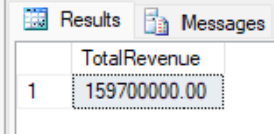 Results Messages
TotalRevenue
1 159700000.00